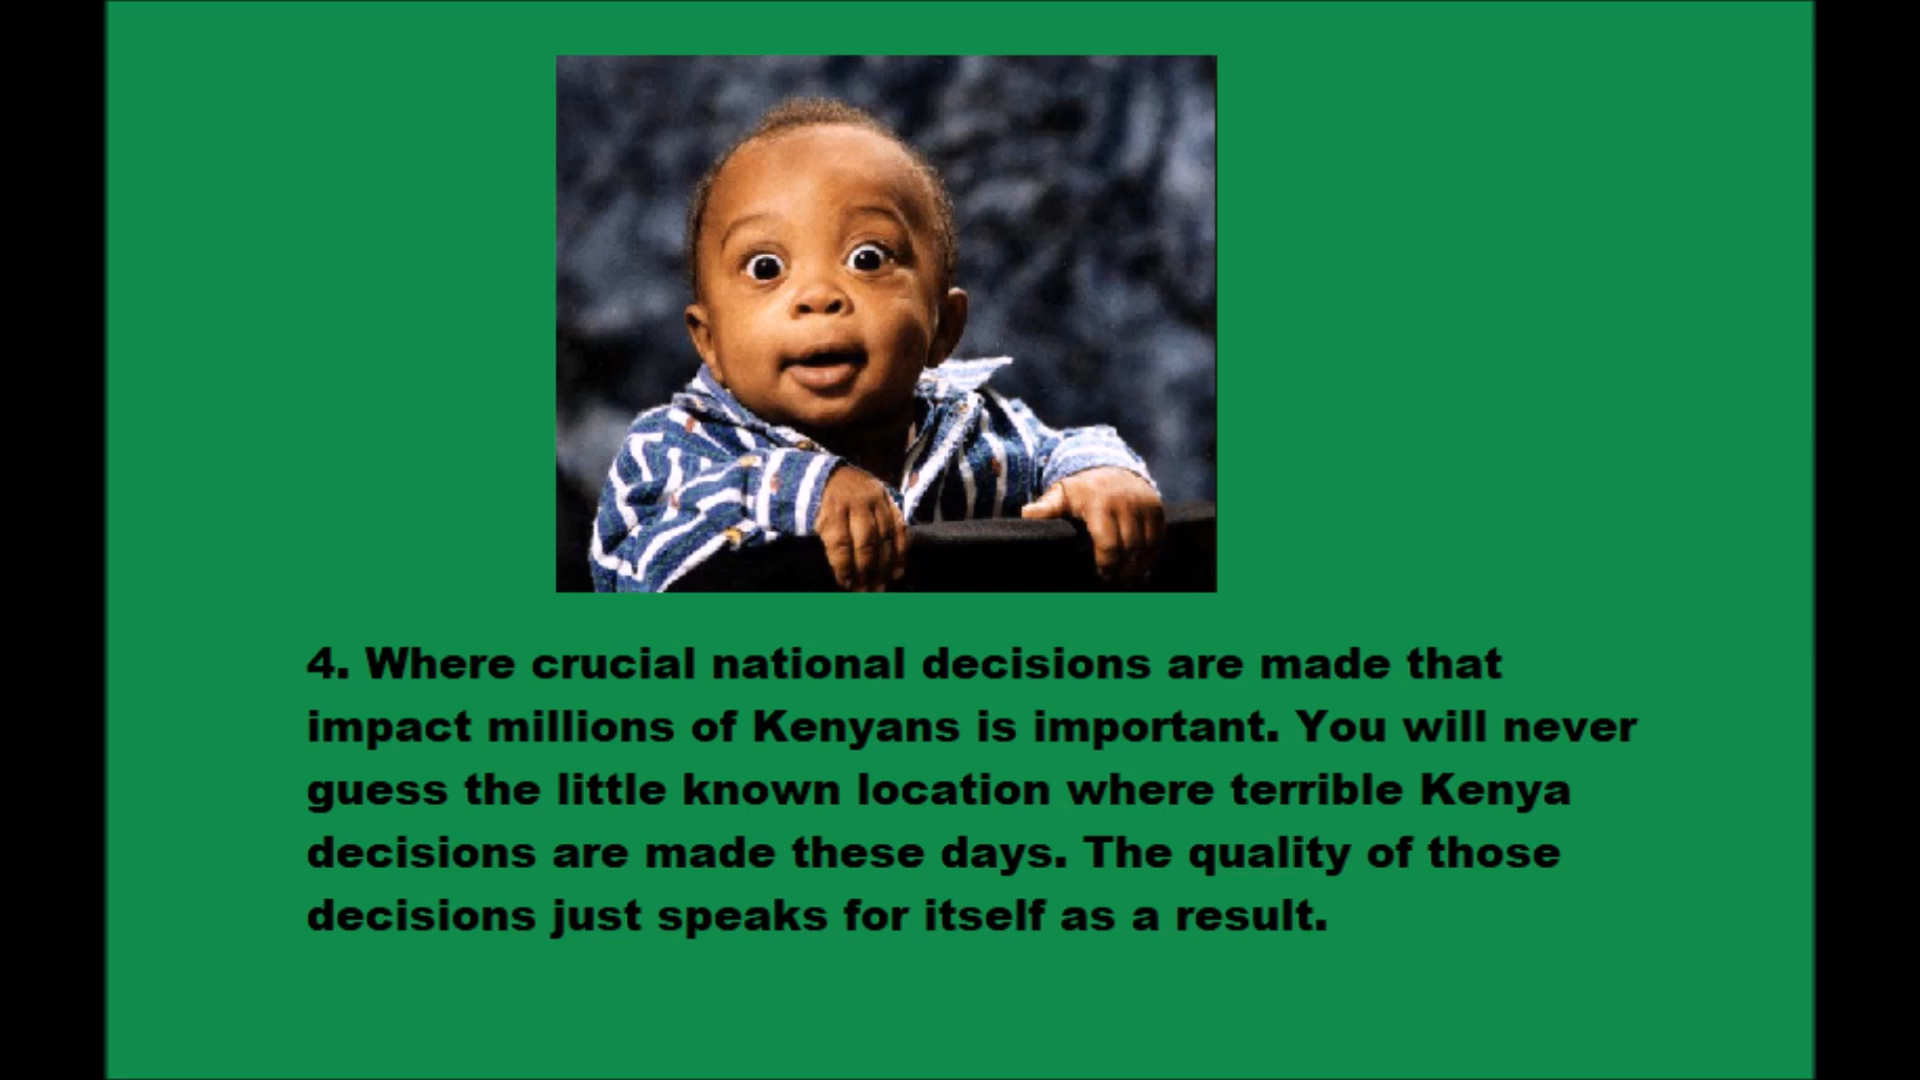 4. Where crucial national decisions are made that
impact millions of Kenyans is important. You will never
guess the little known location where terrible Kenya
decisions are made these days. The quality of those
decisions just speaks for itself as a result.